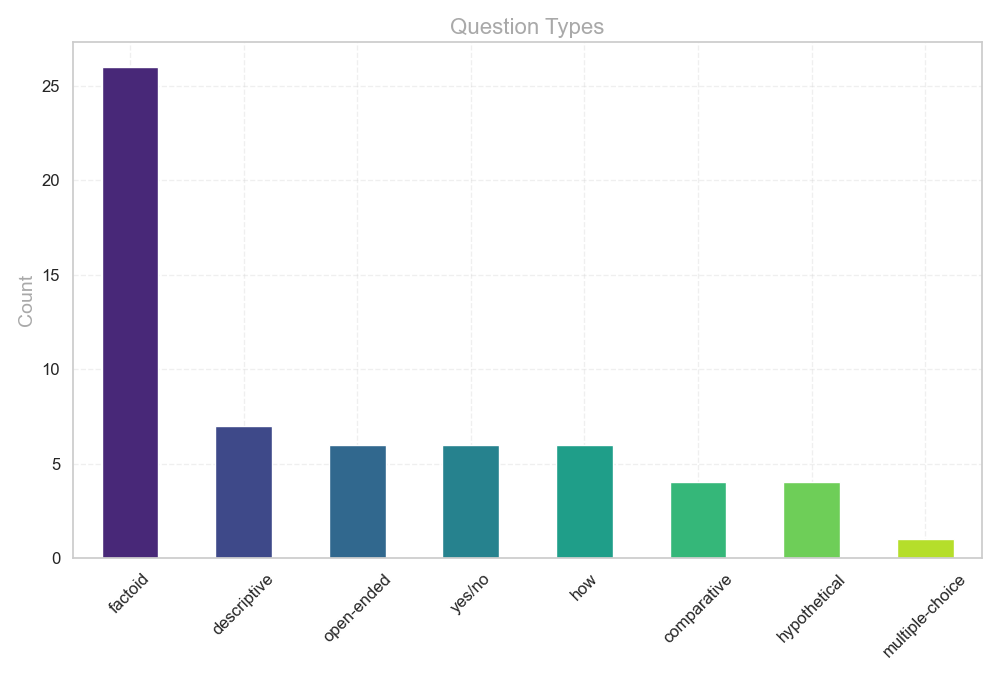 Question Types
Count
25
20
15
10
5
0
factoid
descriptive
open-ended
yes/no
how
comparative
hypothetical
multiple-choice